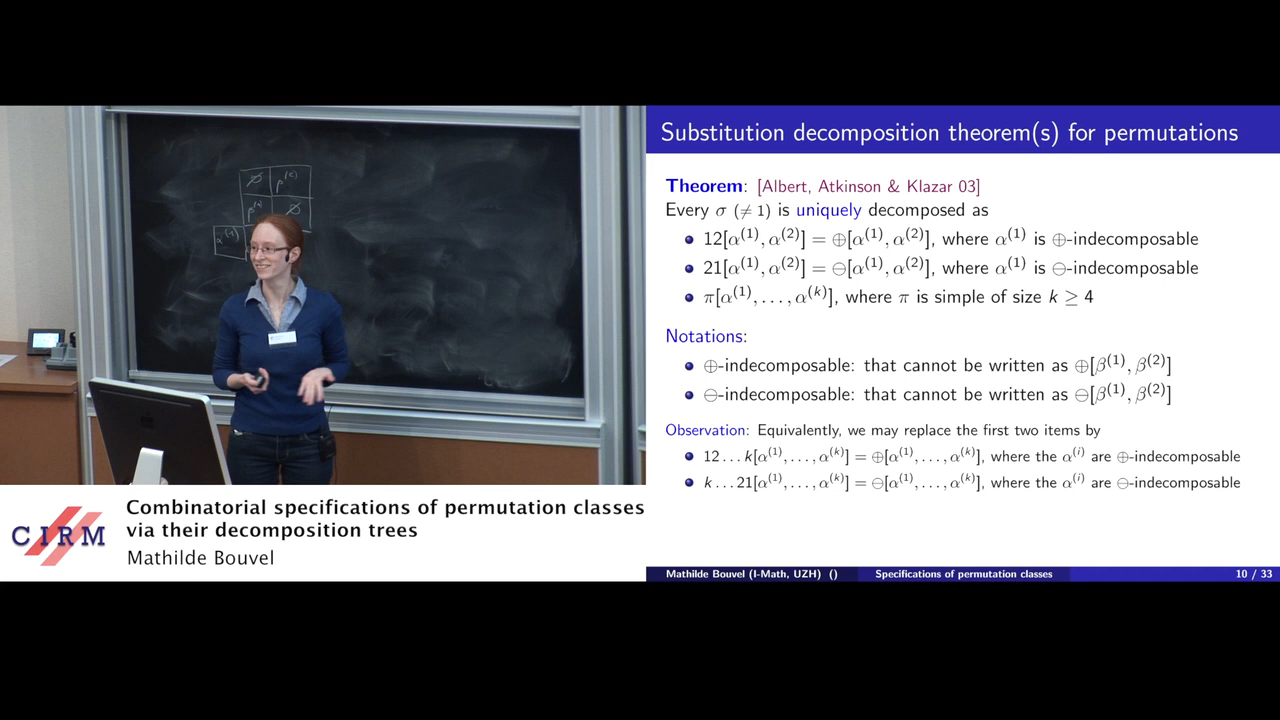 Substitution decomposition theorem(s) for permutations
Theorem: [Albert, Atkinson & Klazar 03]
Every σ (≠ 1) is uniquely decomposed as
12[α^(1), α^(2)] = ⊕[α^(1), α^(2)], where α^(1) is ⊕-indecomposable
21[α^(1), α^(2)] = ⊖[α^(1), α^(2)], where α^(1) is ⊖-indecomposable
π[α^(1), . . . , α^(k)], where π is simple of size k ≥ 4
Notations:
⊕-indecomposable: that cannot be written as ⊕[β^(1), β^(2)]
⊖-indecomposable: that cannot be written as ⊖[β^(1), β^(2)]
Observation: Equivalently, we may replace the first two items by
12 . . . k[α^(1), . . . , α^(k)] = ⊕[α^(1), . . . , α^(k)], where the α^(i) are ⊕-indecomposable
k . . . 21[α^(1), . . . , α^(k)] = ⊖[α^(1), . . . , α^(k)], where the α^(i) are ⊖-indecomposable
Mathilde Bouvel (I-Math, UZH) () Specifications of permutation classes 10 / 33
CIRM
Combinatorial specifications of permutation classes
via their decomposition trees
Mathilde Bouvel